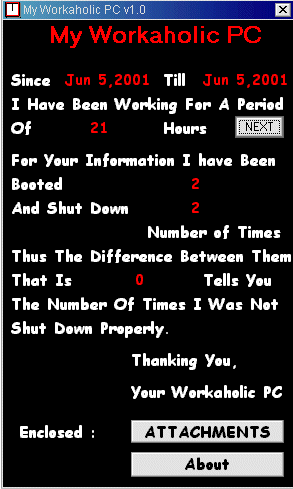 My Workaholic PC v1.0
My Workaholic PC
Since Jun 5,2001 Till Jun 5,2001
I Have Been Working For A Period
Of 21 Hours NEXT
For Your Information I have Been
Booted 2
And Shut Down 2
Number of Times
Thus The Difference Between Them
That Is 0 Tells You
The Number Of Times I Was Not
Shut Down Properly.
Thanking You,
Your Workaholic PC
Enclosed : ATTACHMENTS
About